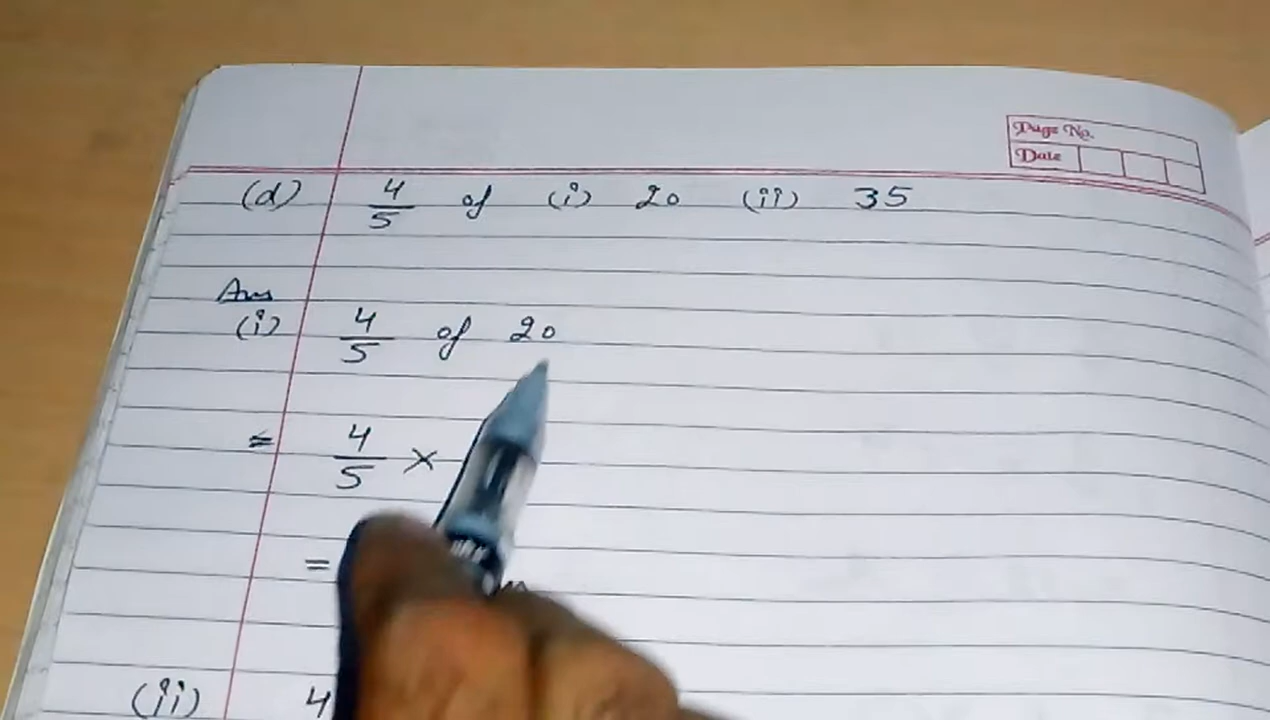 Page No.
Date
(d) 4/5 of (i) 20 (ii) 35
Ans
(i) 4/5 of 20
= 4/5 ×
=
(ii) 4